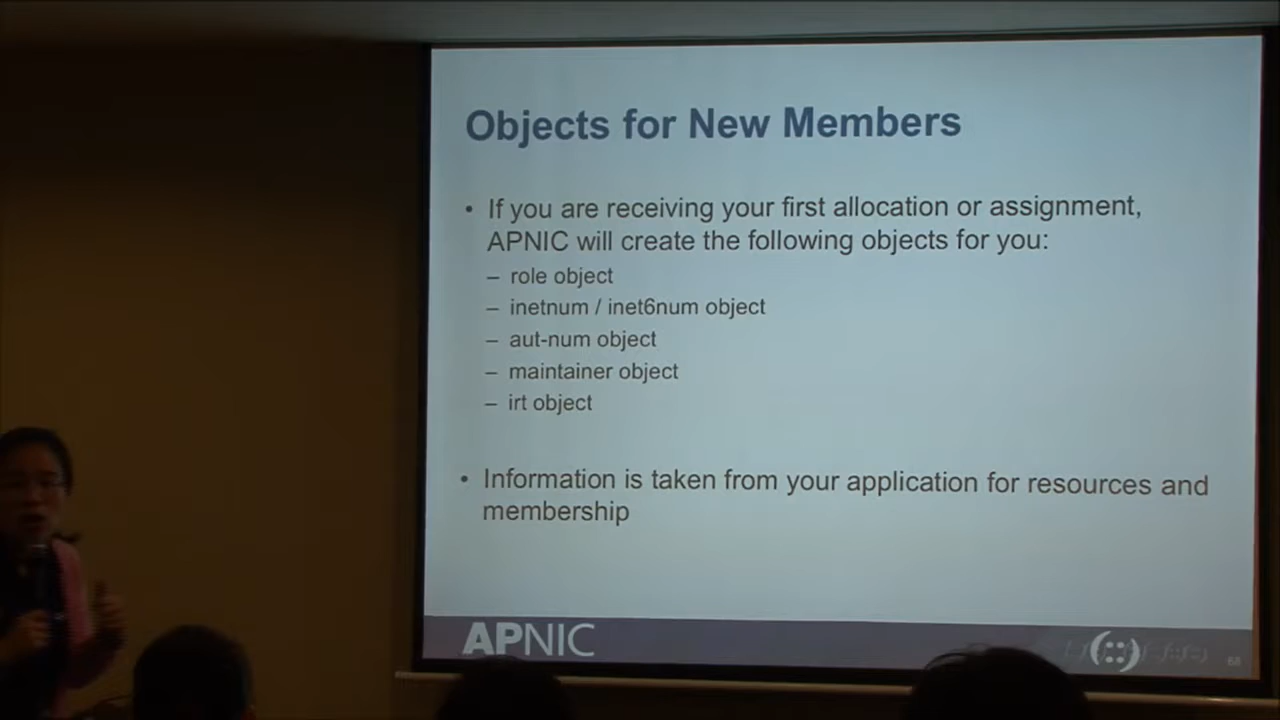 Objects for New Members
• If you are receiving your first allocation or assignment,
APNIC will create the following objects for you:
– role object
– inetnum / inet6num object
– aut-num object
– maintainer object
– irt object
• Information is taken from your application for resources and
membership
APNIC
68